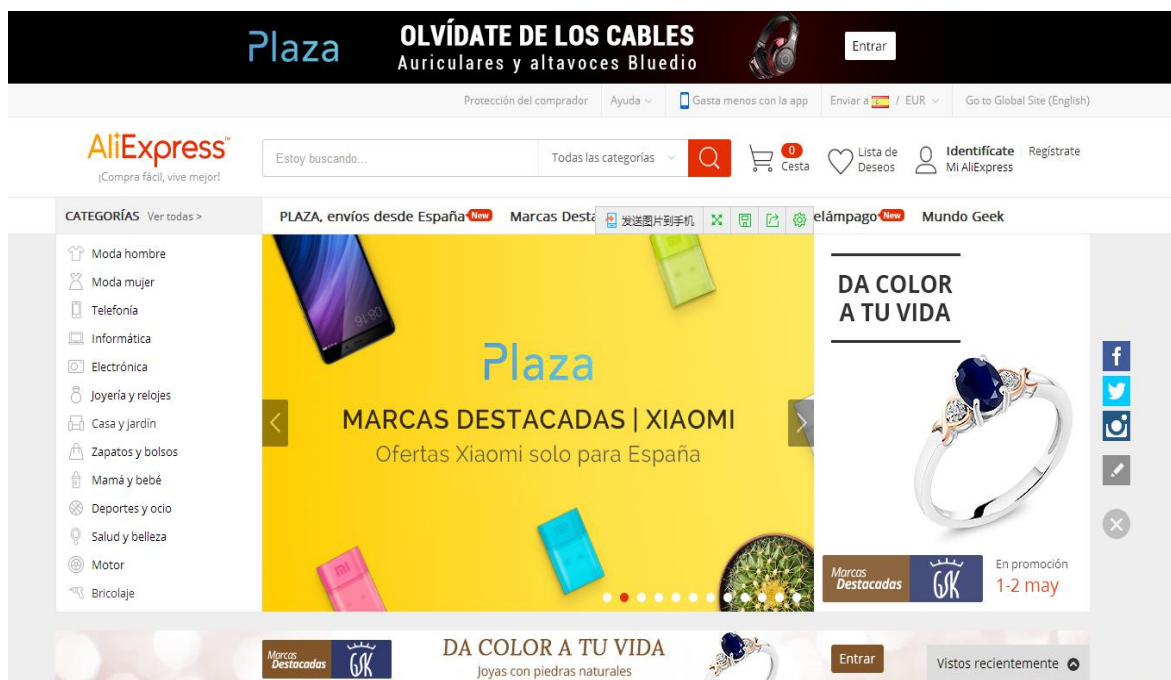 Plaza
OLVÍDATE DE LOS CABLES
Auriculares y altavoces Bluedio
Entrar
Protección del comprador Ayuda Gasta menos con la app Enviar a / EUR Go to Global Site (English)
AliExpress™
¡Compra fácil, vive mejor!
Estoy buscando... Todas las categorías
0
Cesta
Lista de
Deseos
Identifícate Regístrate
Mi AliExpress
CATEGORÍAS Ver todas >
PLAZA, envíos desde España New Marcas Desta 发送图片到手机 elámpago New Mundo Geek
Moda hombre
Moda mujer
Telefonía
Informática
Electrónica
Joyería y relojes
Casa y jardín
Zapatos y bolsos
Mamá y bebé
Deportes y ocio
Salud y belleza
Motor
Bricolaje
Plaza
MARCAS DESTACADAS | XIAOMI
Ofertas Xiaomi solo para España
mi
DA COLOR
A TU VIDA
Marcas
Destacadas
GK
En promoción
1-2 may
Marcas
Destacadas
GK
DA COLOR A TU VIDA
Joyas con piedras naturales
Entrar
Vistos recientemente